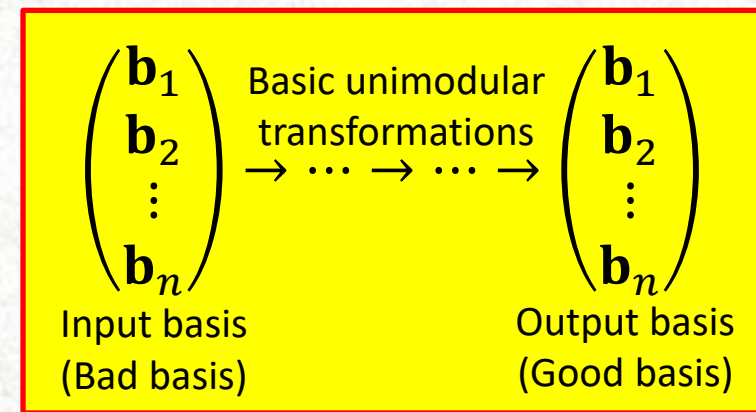 b₁ Basic unimodular b₁
b₂ transformations b₂
⋮ → ⋯ → ⋯ → ⋮
bₙ bₙ
Input basis Output basis
(Bad basis) (Good basis)